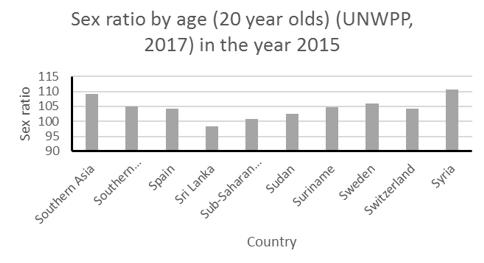 Sex ratio by age (20 year olds) (UNWPP,
2017) in the year 2015
115
110
105
100
95
90
Sex ratio
Southern Asia
Southern...
Spain
Sri Lanka
Sub-Saharan...
Sudan
Suriname
Sweden
Switzerland
Syria
Country